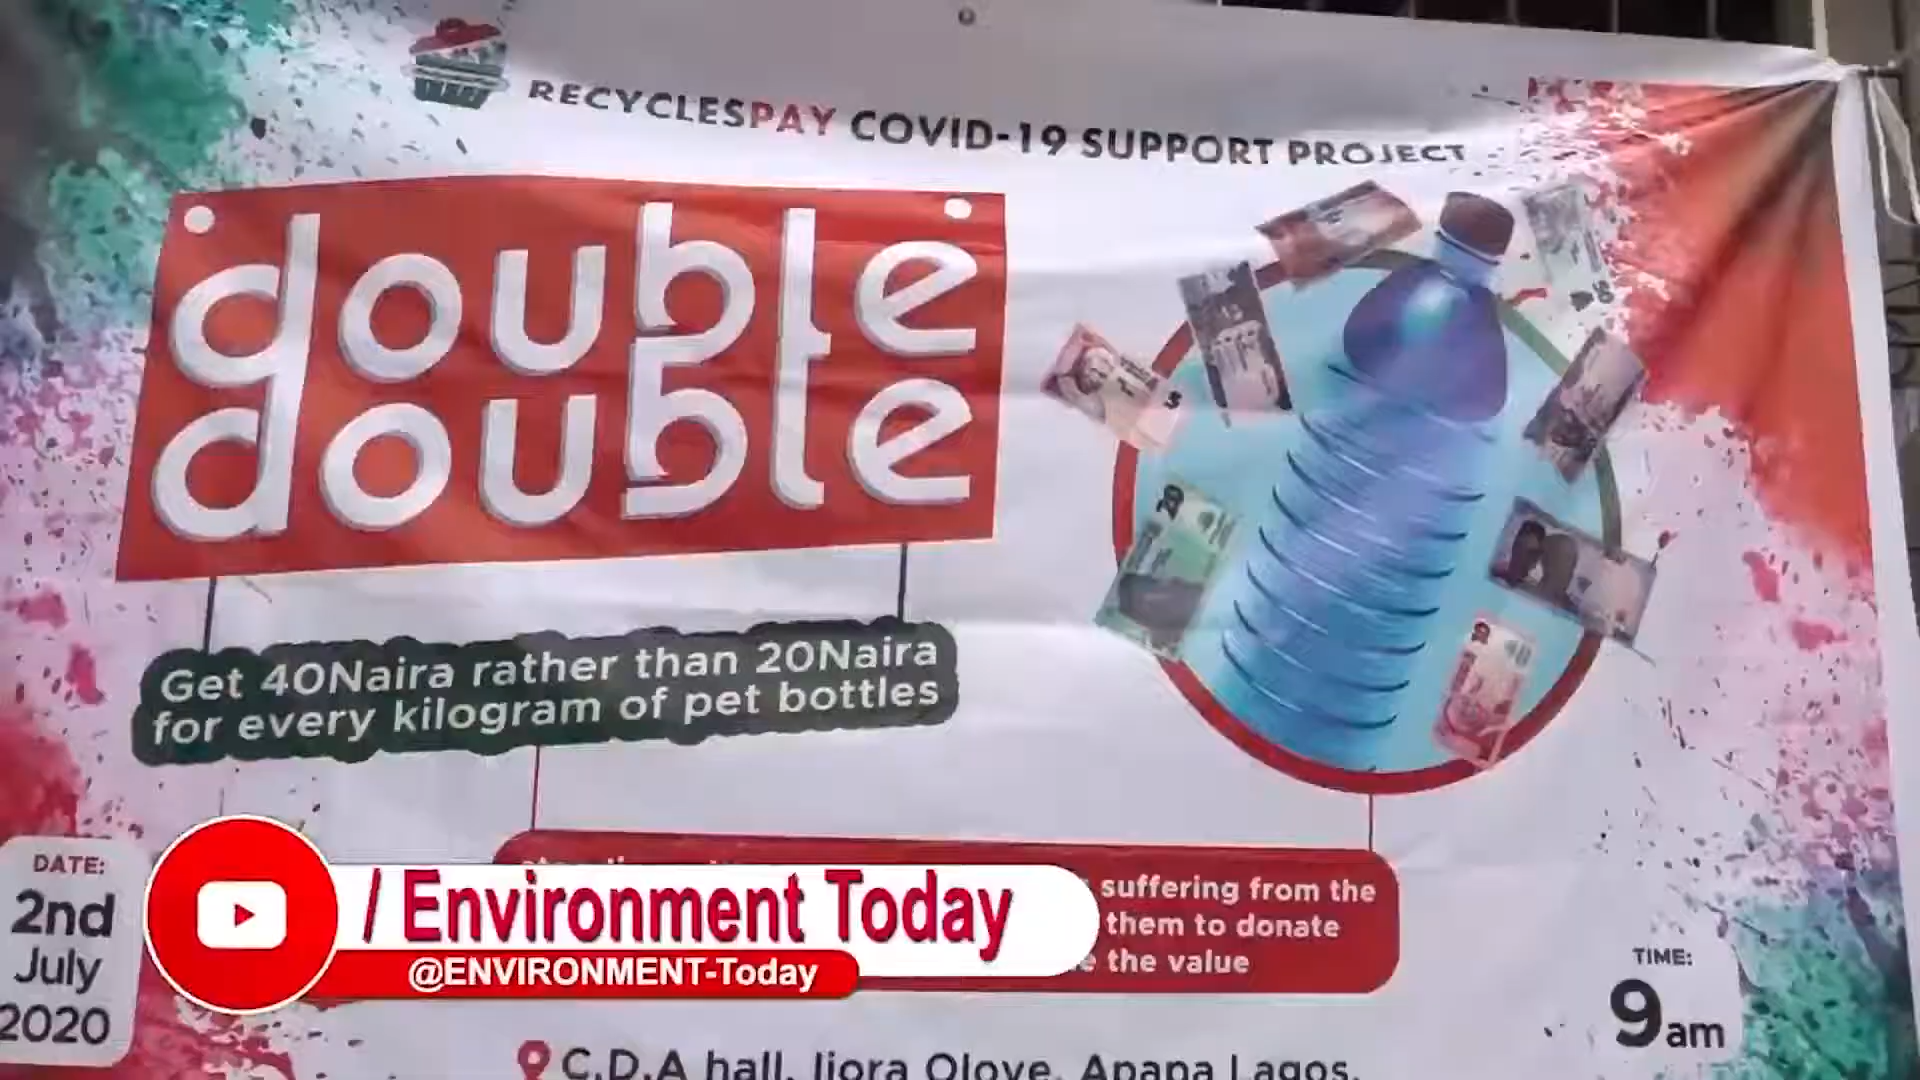 RECYCLESPAY COVID-19 SUPPORT PROJECT
double
double
Get 40Naira rather than 20Naira
for every kilogram of pet bottles
suffering from the
them to donate
the value
DATE:
2nd
July
2020
/ Environment Today
@ENVIRONMENT-Today
TIME:
9am
C.D.A hall, Ijora Oloye, Apapa Lagos.
20